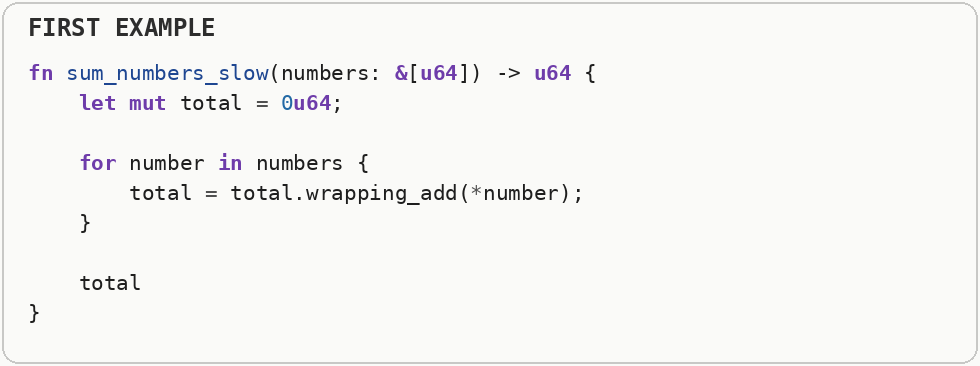 FIRST EXAMPLE
fn sum_numbers_slow(numbers: &[u64]) -> u64 {
    let mut total = 0u64;

    for number in numbers {
        total = total.wrapping_add(*number);
    }

    total
}